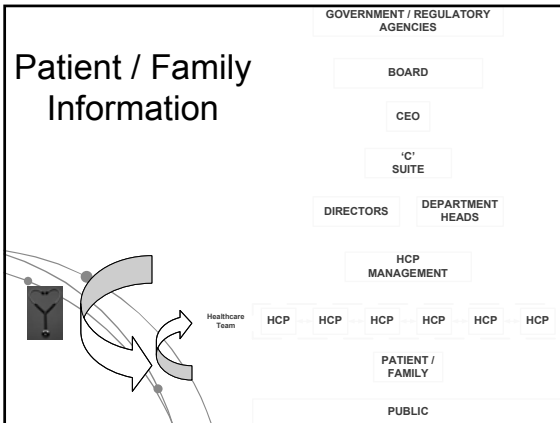 Patient / Family
Information
GOVERNMENT / REGULATORY
AGENCIES
BOARD
CEO
‘C’
SUITE
DIRECTORS
DEPARTMENT
HEADS
HCP
MANAGEMENT
Healthcare
Team
HCP HCP HCP HCP HCP HCP
PATIENT /
FAMILY
PUBLIC